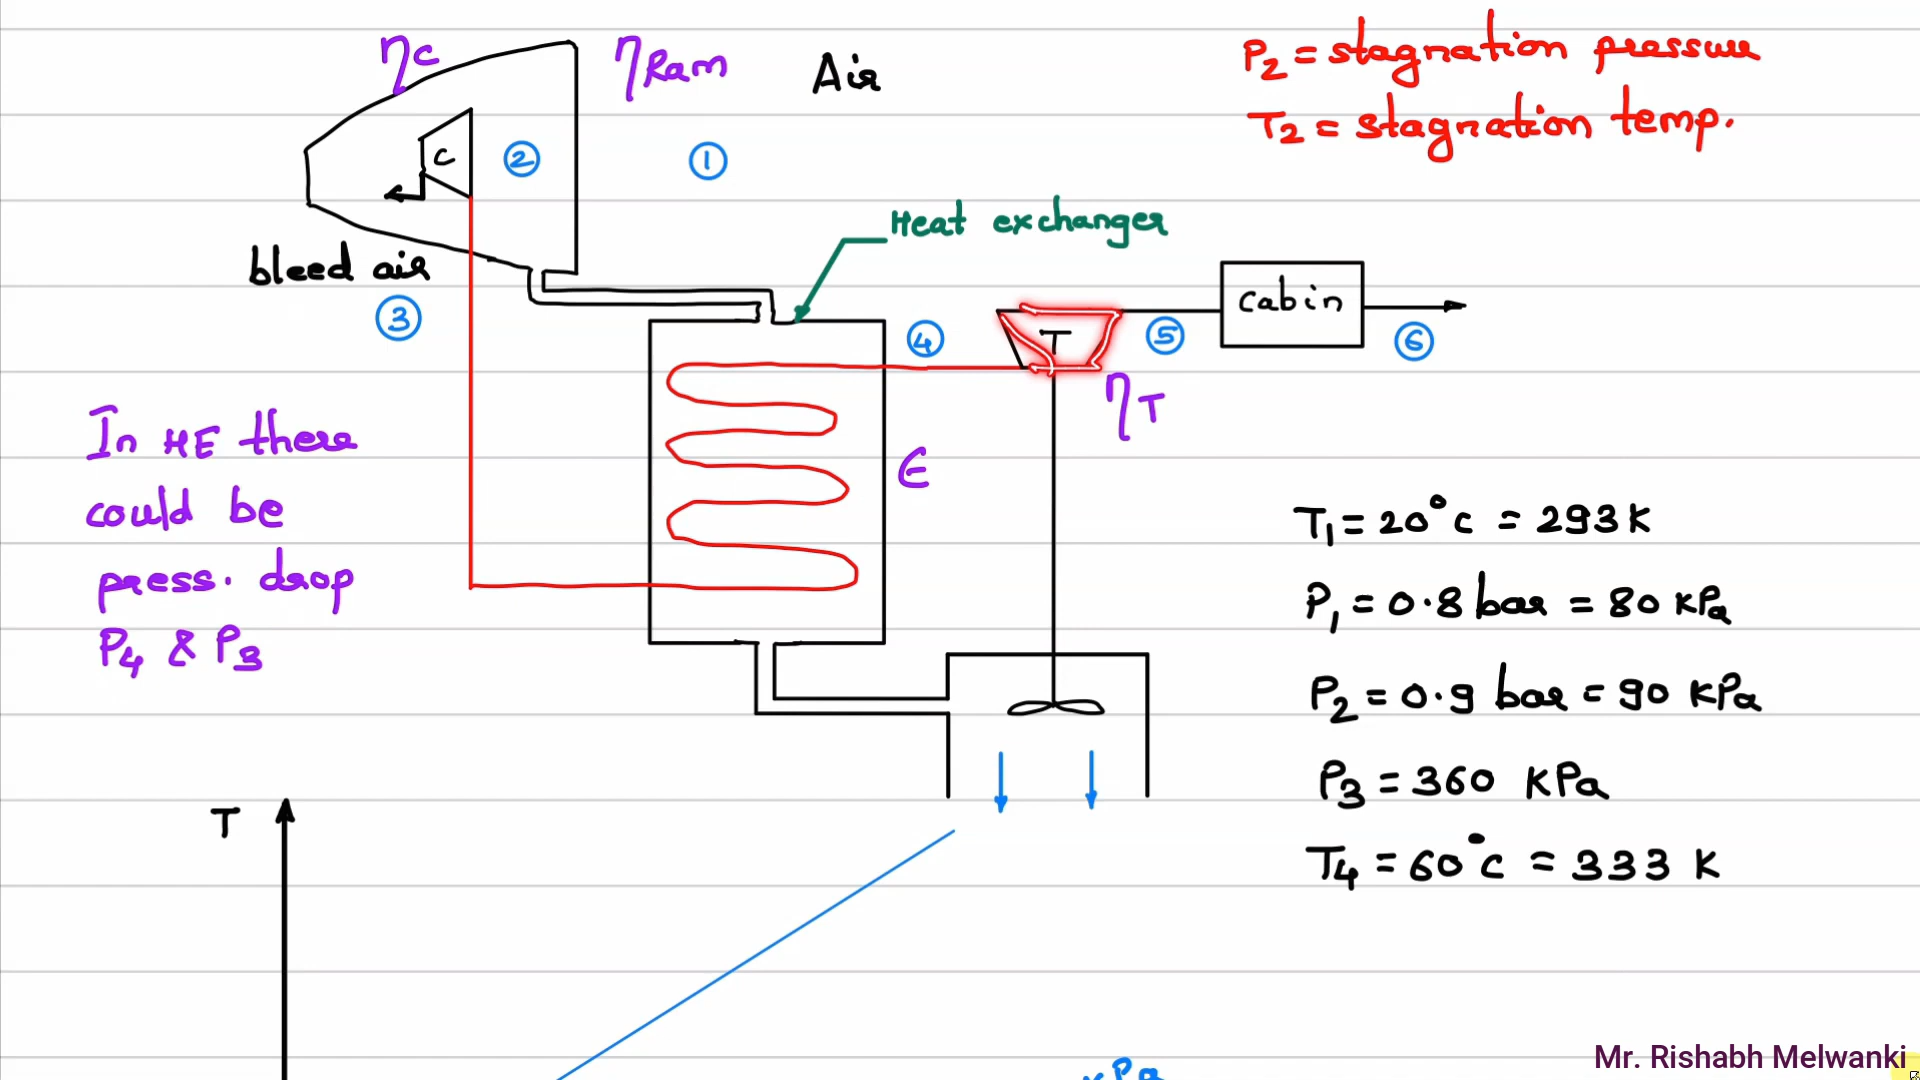 ηc
ηRam
Air
P2 = stagnation pressure
T2 = stagnation temp.
C
②
①
Heat exchanger
bleed air
③
④
T
⑤
cabin
⑥
ηT
In HE there
could be
press. drop
P4 & P3
ϵ
T1 = 20°C = 293 K
P1 = 0.8 bar = 80 kPa
P2 = 0.9 bar = 90 kPa
P3 = 360 kPa
T4 = 60°C = 333 K
T
kPa
Mr. Rishabh Melwanki